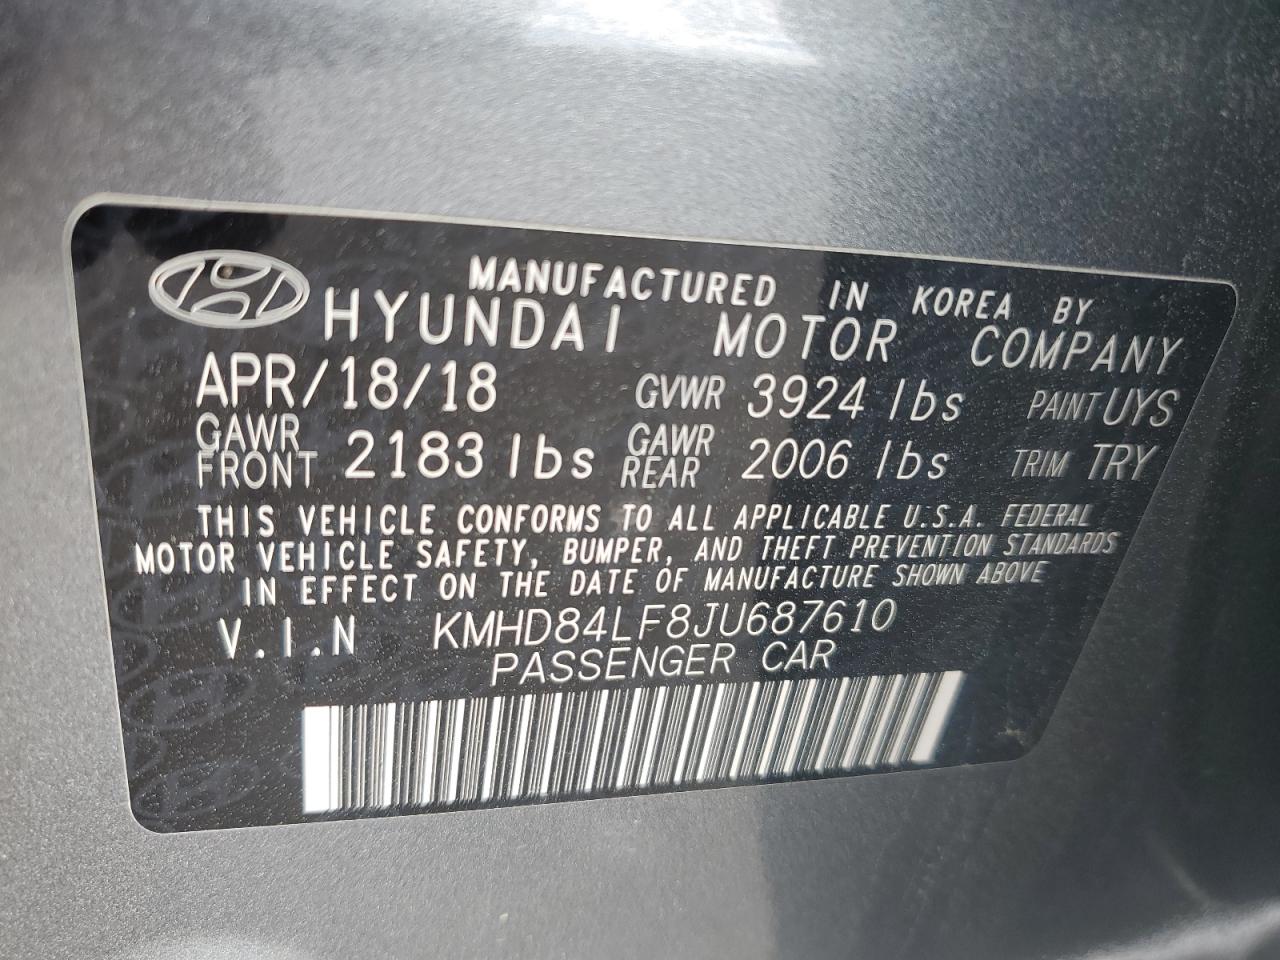 MANUFACTURED IN KOREA BY
HYUNDAI MOTOR COMPANY
APR/18/18 GVWR 3924 lbs PAINT UYS
GAWR FRONT 2183 lbs GAWR REAR 2006 lbs TRIM TRY
THIS VEHICLE CONFORMS TO ALL APPLICABLE U.S.A. FEDERAL
MOTOR VEHICLE SAFETY, BUMPER, AND THEFT PREVENTION STANDARDS
IN EFFECT ON THE DATE OF MANUFACTURE SHOWN ABOVE
V.I.N KMHD84LF8JU687610
PASSENGER CAR